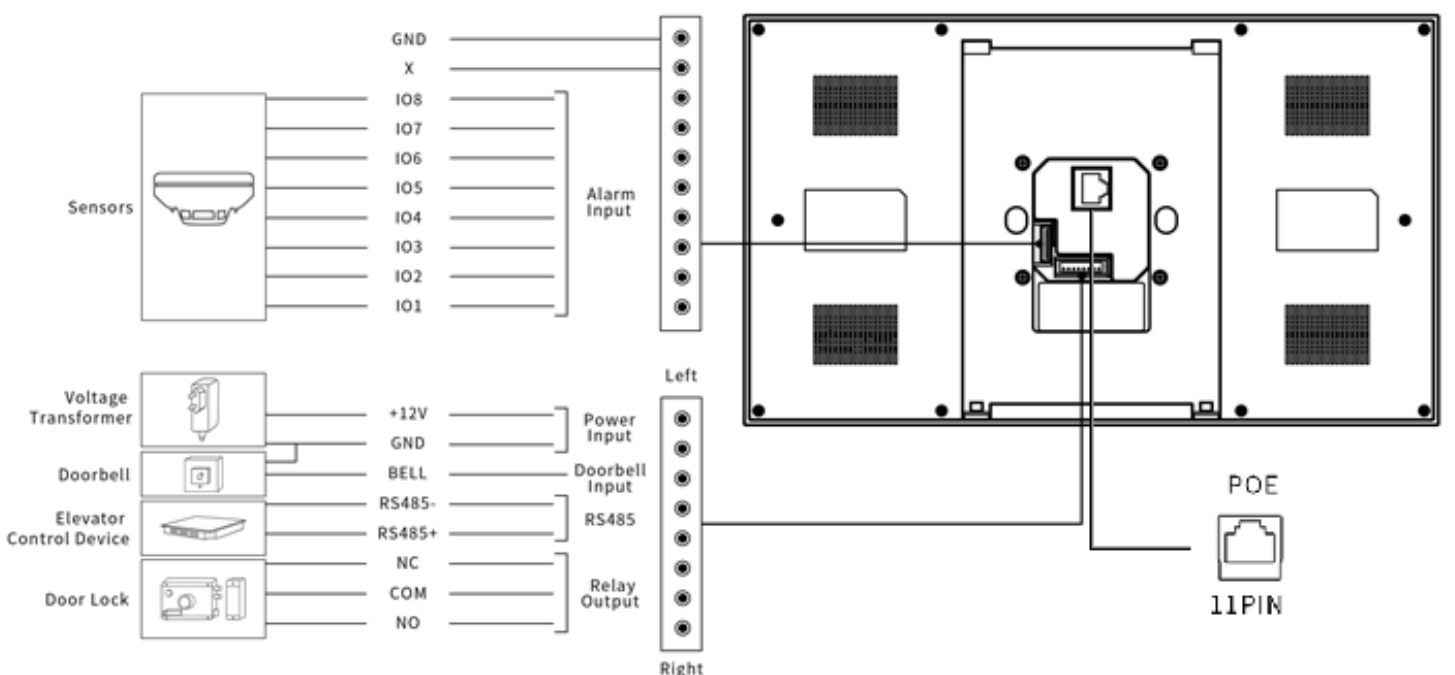 GND
X
IO8
IO7
IO6
IO5
IO4
IO3
IO2
IO1
Sensors
Alarm
Input
Left
Voltage
Transformer
+12V
GND
Power
Input
Doorbell
BELL
Doorbell
Input
Elevator
Control Device
RS485-
RS485+
RS485
Door Lock
NC
COM
NO
Relay
Output
Right
POE
11PIN